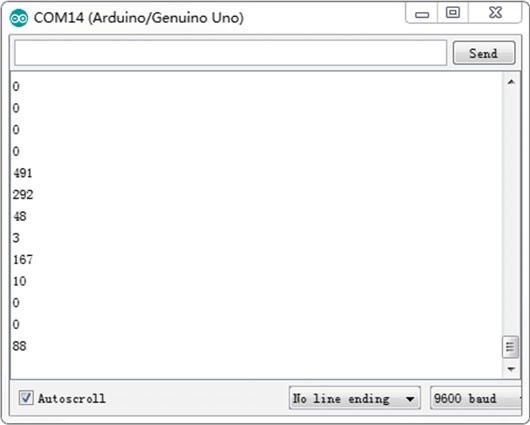 COM14 (Arduino/Genuino Uno)
Send
0
0
0
0
491
292
48
3
167
10
0
0
88
Autoscroll
No line ending
9600 baud